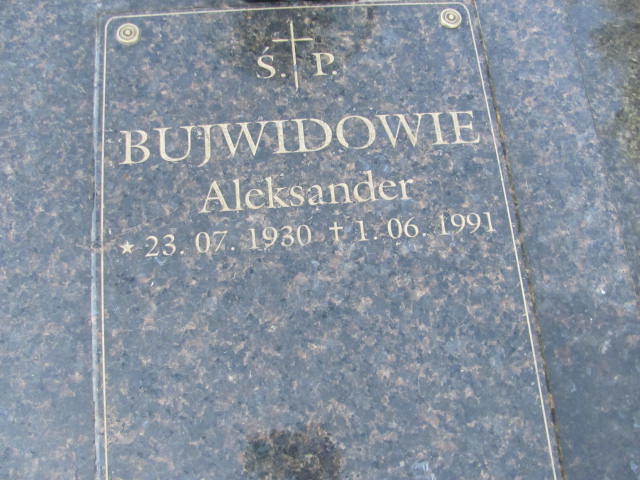 Ś. P.
BUJWIDOWIE
Aleksander
★ 23. 07. 1930 ✝ 1. 06. 1991